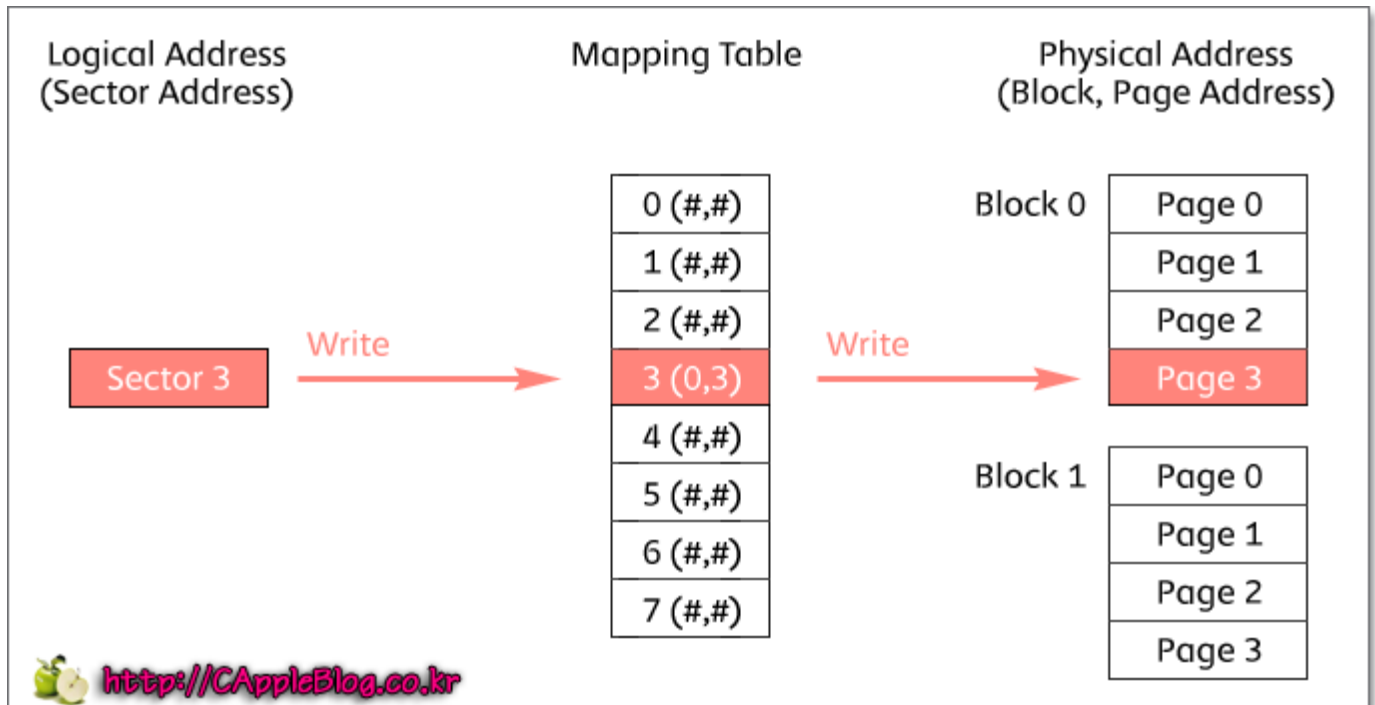 Logical Address
(Sector Address)
Mapping Table
Physical Address
(Block, Page Address)
Sector 3
Write
0 (#,#)
1 (#,#)
2 (#,#)
3 (0,3)
4 (#,#)
5 (#,#)
6 (#,#)
7 (#,#)
Write
Block 0
Page 0
Page 1
Page 2
Page 3
Block 1
Page 0
Page 1
Page 2
Page 3
http://CAppleBlog.co.kr